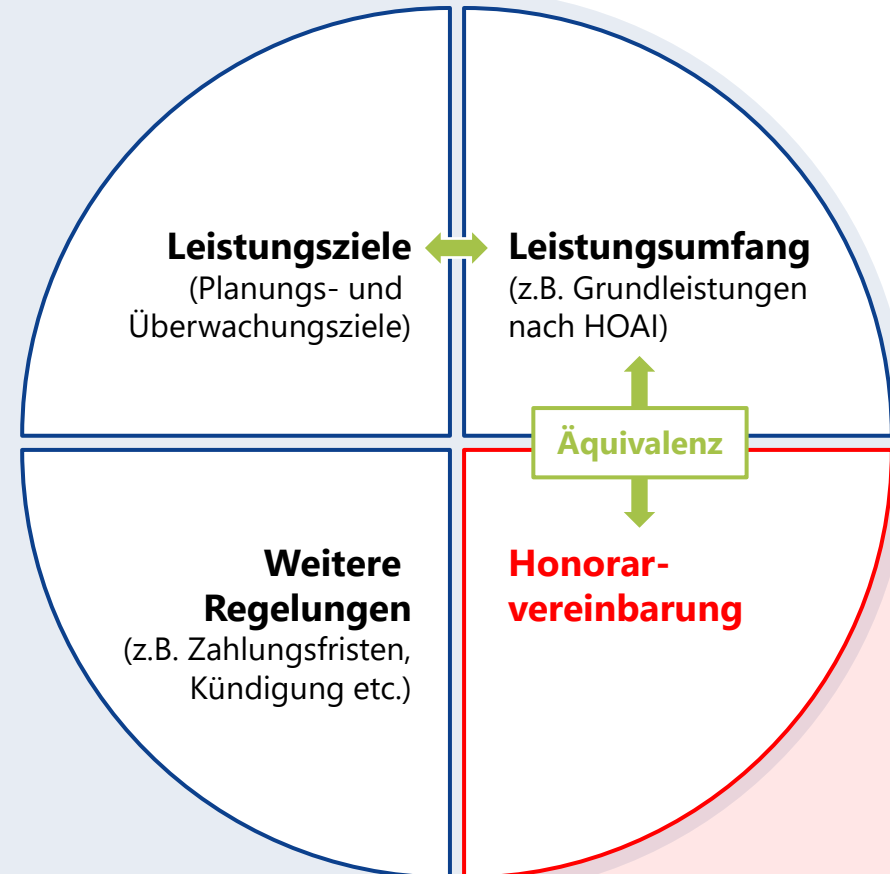 Leistungsziele
(Planungs- und
Überwachungsziele)
Leistungsumfang
(z.B. Grundleistungen
nach HOAI)
Äquivalenz
Weitere
Regelungen
(z.B. Zahlungsfristen,
Kündigung etc.)
Honorar-
vereinbarung